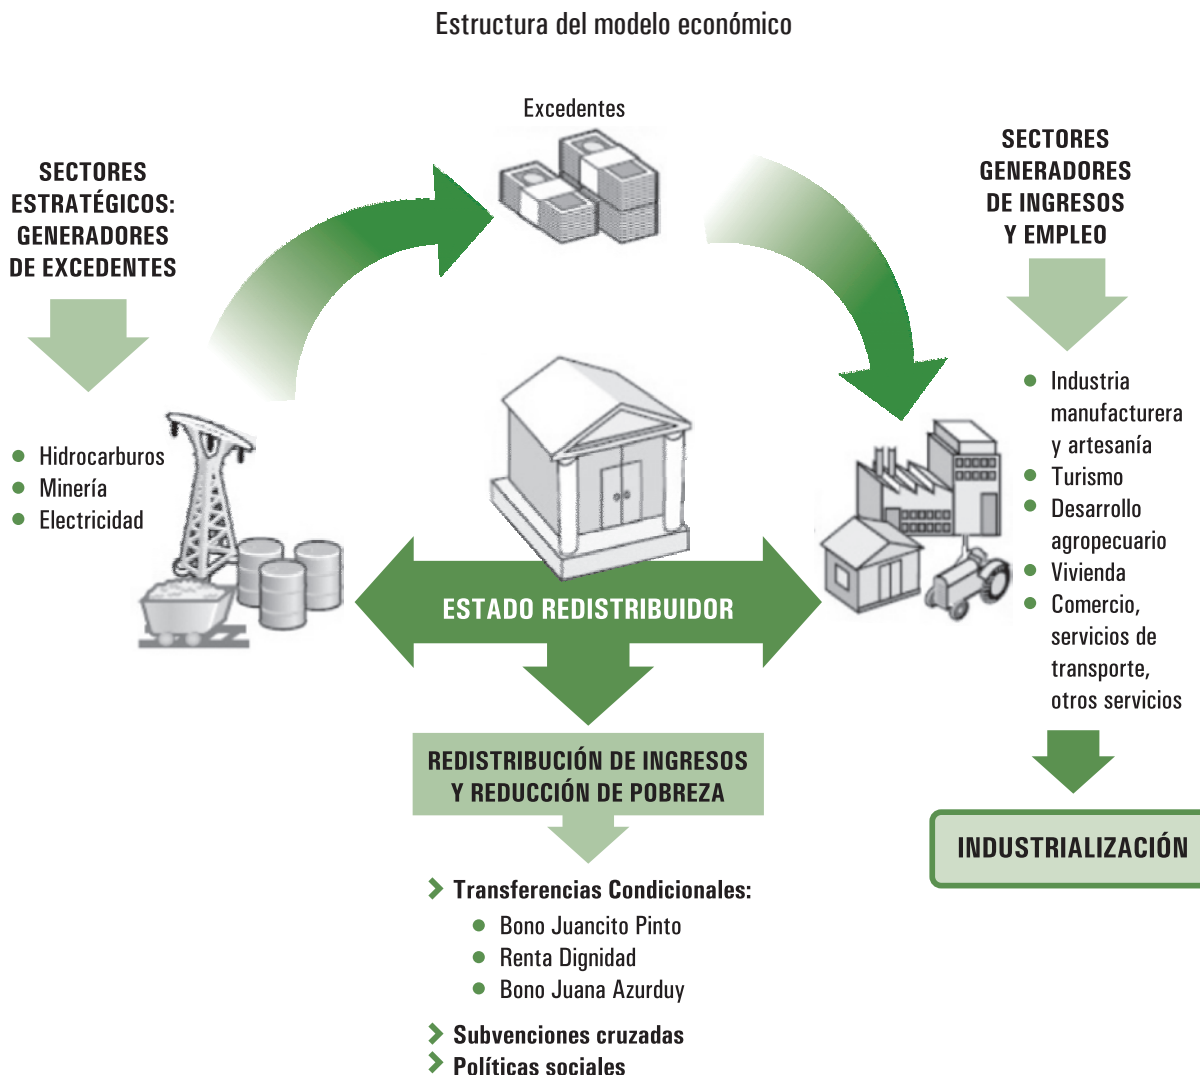 Estructura del modelo económico
Excedentes
SECTORES
ESTRATÉGICOS:
GENERADORES
DE EXCEDENTES
Hidrocarburos
Minería
Electricidad
SECTORES
GENERADORES
DE INGRESOS
Y EMPLEO
Industria
manufacturera
y artesanía
Turismo
Desarrollo
agropecuario
Vivienda
Comercio,
servicios de
transporte,
otros servicios
INDUSTRIALIZACIÓN
ESTADO REDISTRIBUIDOR
REDISTRIBUCIÓN DE INGRESOS
Y REDUCCIÓN DE POBREZA
Transferencias Condicionales:
Bono Juancito Pinto
Renta Dignidad
Bono Juana Azurduy
Subvenciones cruzadas
Políticas sociales